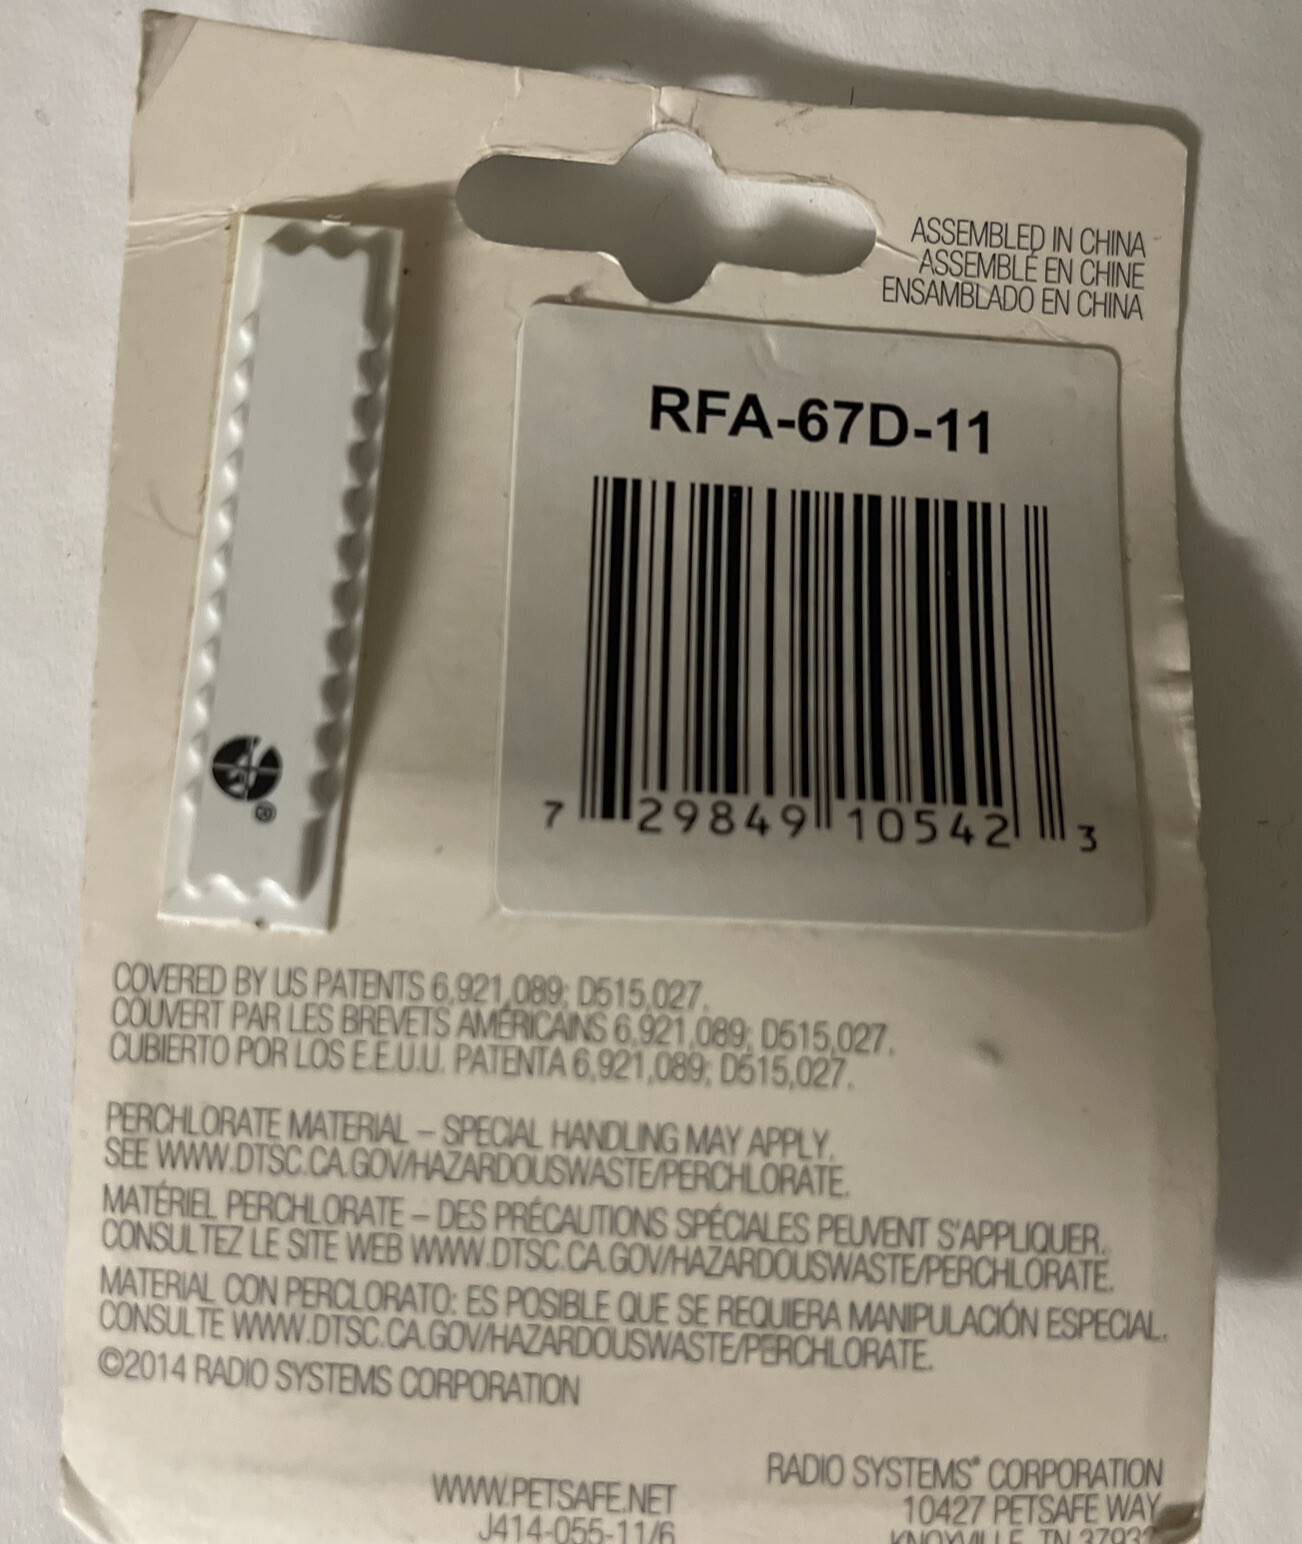 ASSEMBLED IN CHINA
ASSEMBLÉ EN CHINE
ENSAMBLADO EN CHINA
RFA-67D-11
7 29849 10542 3
®
COVERED BY US PATENTS 6,921,089; D515,027.
COUVERT PAR LES BREVETS AMÉRICAINS 6,921,089; D515,027.
CUBIERTO POR LOS E.E.U.U. PATENTA 6,921,089; D515,027.
PERCHLORATE MATERIAL – SPECIAL HANDLING MAY APPLY.
SEE WWW.DTSC.CA.GOV/HAZARDOUSWASTE/PERCHLORATE.
MATÉRIEL PERCHLORATE – DES PRÉCAUTIONS SPÉCIALES PEUVENT S'APPLIQUER.
CONSULTEZ LE SITE WEB WWW.DTSC.CA.GOV/HAZARDOUSWASTE/PERCHLORATE.
MATERIAL CON PERCLORATO: ES POSIBLE QUE SE REQUIERA MANIPULACIÓN ESPECIAL.
CONSULTE WWW.DTSC.CA.GOV/HAZARDOUSWASTE/PERCHLORATE.
©2014 RADIO SYSTEMS CORPORATION
RADIO SYSTEMS® CORPORATION
WWW.PETSAFE.NET
10427 PETSAFE WAY
J414-055-11/6
KNOXVILLE, TN 37932